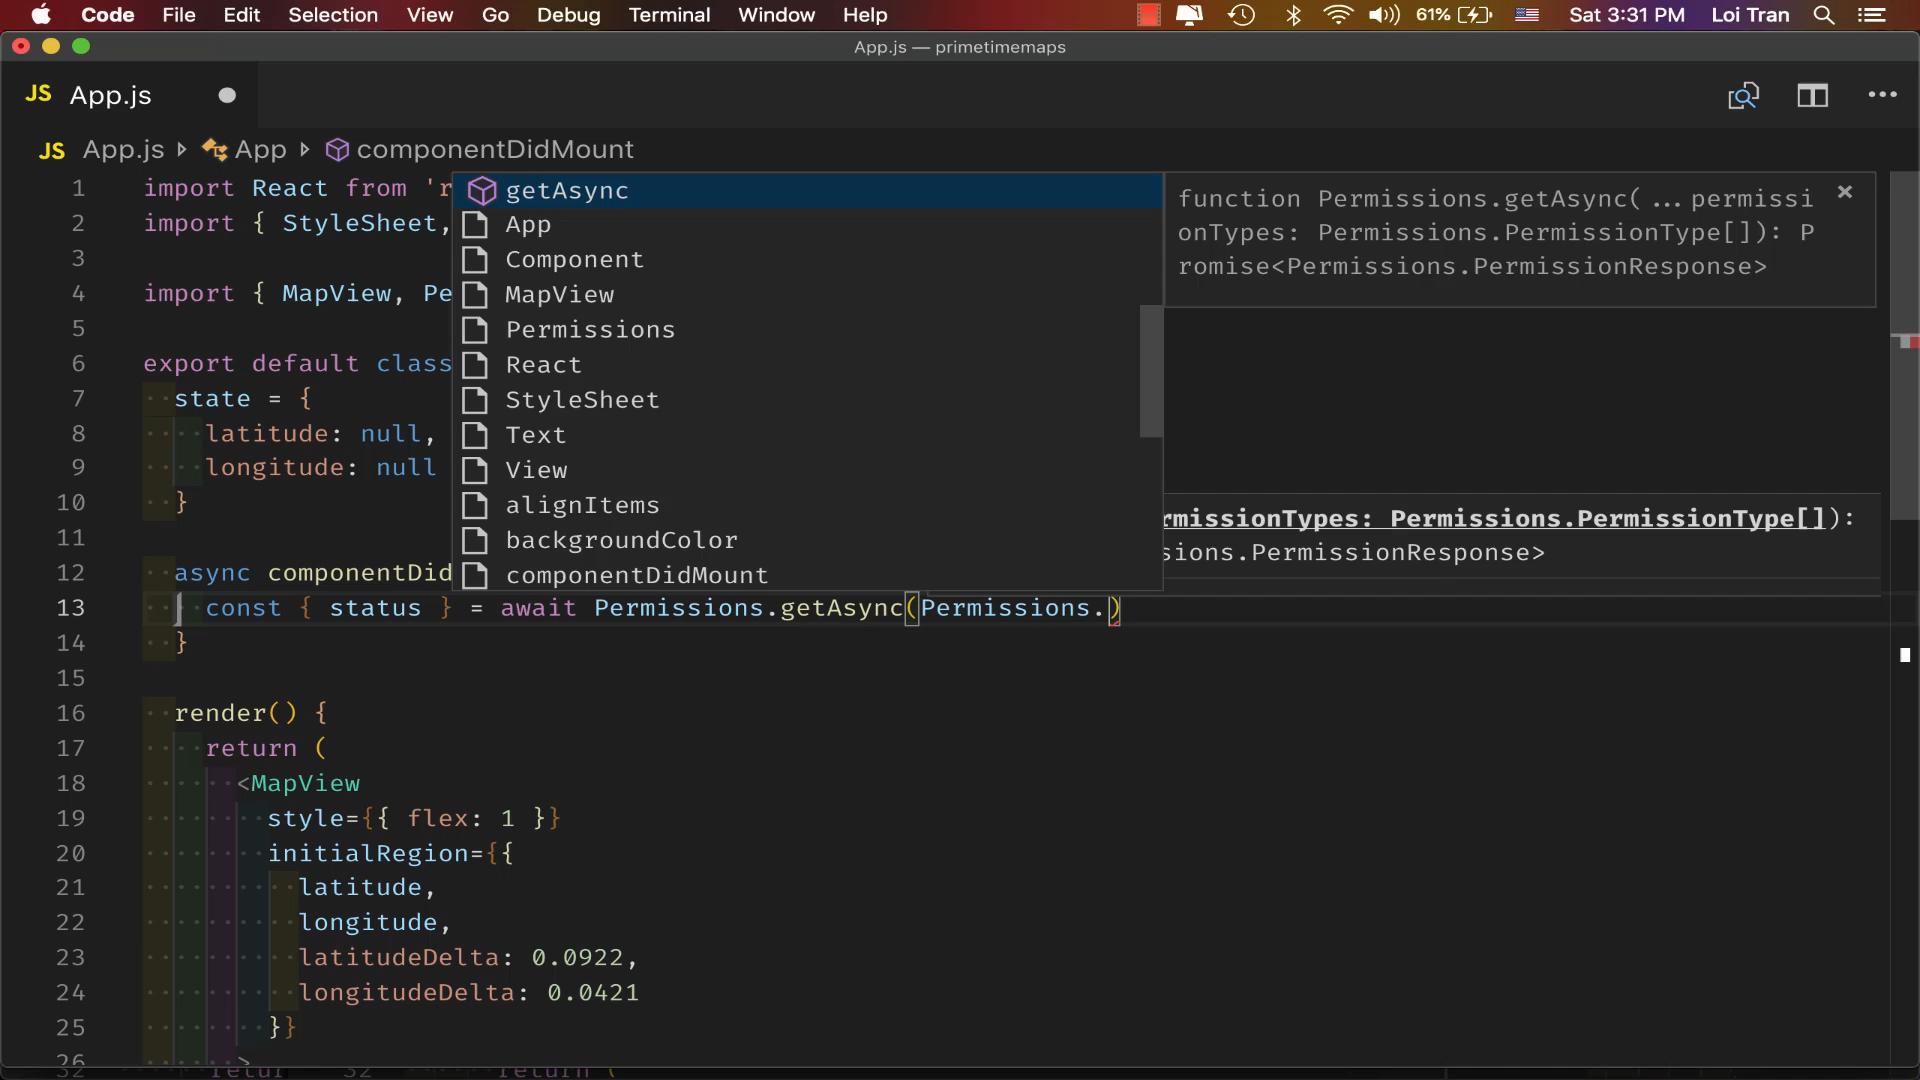 Code File Edit Selection View Go Debug Terminal Window Help 61% Sat 3:31 PM Loi Tran
App.js — primetimemaps
JS App.js
JS App.js App componentDidMount
1 import React from 'r
2 import { StyleSheet,
3
4 import { MapView, Pe
5
6 export default class
7 state = {
8 latitude: null,
9 longitude: null
10 }
11
12 async componentDid
13 const { status } = await Permissions.getAsync(Permissions.)
14 }
15
16 render() {
17 return (
18 <MapView
19 style={{ flex: 1 }}
20 initialRegion={{
21 latitude,
22 longitude,
23 latitudeDelta: 0.0922,
24 longitudeDelta: 0.0421
25 }}
26 >
getAsync
App
Component
MapView
Permissions
React
StyleSheet
Text
View
alignItems
backgroundColor
componentDidMount
function Permissions.getAsync(...permissi
onTypes: Permissions.PermissionType[]): P
romise<Permissions.PermissionResponse>
rmissionTypes: Permissions.PermissionType[]):
sions.PermissionResponse>
32 retur 32 return (